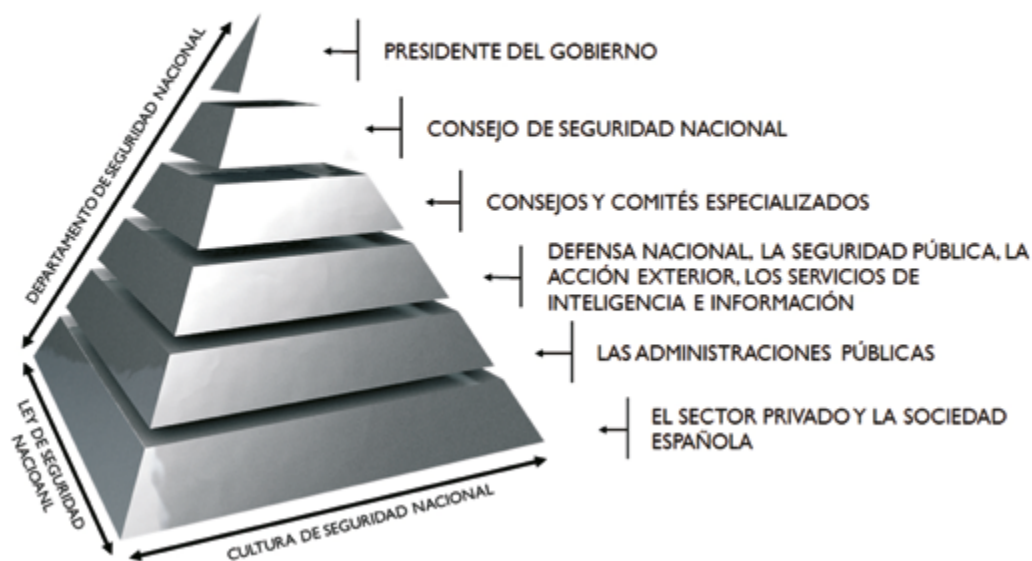 PRESIDENTE DEL GOBIERNO
CONSEJO DE SEGURIDAD NACIONAL
CONSEJOS Y COMITÉS ESPECIALIZADOS
DEFENSA NACIONAL, LA SEGURIDAD PÚBLICA, LA
ACCIÓN EXTERIOR, LOS SERVICIOS DE
INTELIGENCIA E INFORMACIÓN
LAS ADMINISTRACIONES PÚBLICAS
EL SECTOR PRIVADO Y LA SOCIEDAD
ESPAÑOLA
DEPARTAMENTO DE SEGURIDAD NACIONAL
LEY DE SEGURIDAD
NACIOANL
CULTURA DE SEGURIDAD NACIONAL